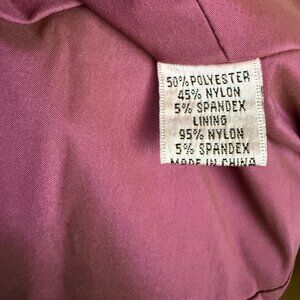 50% POLYESTER
45% NYLON
5% SPANDEX
LINING
95% NYLON
5% SPANDEX
MADE IN CHINA